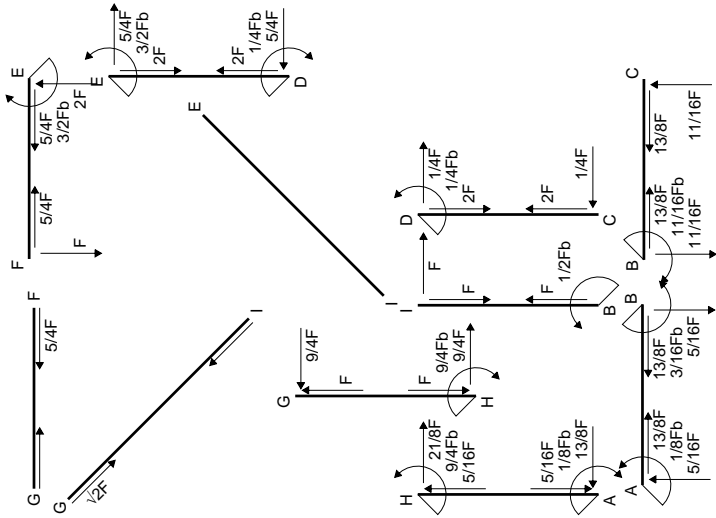 F
E
5/4F
F
5/4F
3/2Fb
2F
E
5/4F
3/2Fb
2F
2F
1/4Fb
5/4F
D
G
F
5/4F
G
I
√2F
E
I
G
9/4F
F
F
9/4Fb
9/4F
H
H
21/8F
9/4Fb
5/16F
5/16F
1/8Fb
13/8F
A
I
F
F
F
1/2Fb
B
D
1/4F
1/4Fb
2F
2F
1/4F
C
A
13/8F
1/8Fb
5/16F
13/8F
3/16Fb
5/16F
B
B
13/8F
11/16Fb
11/16F
13/8F
11/16F
C